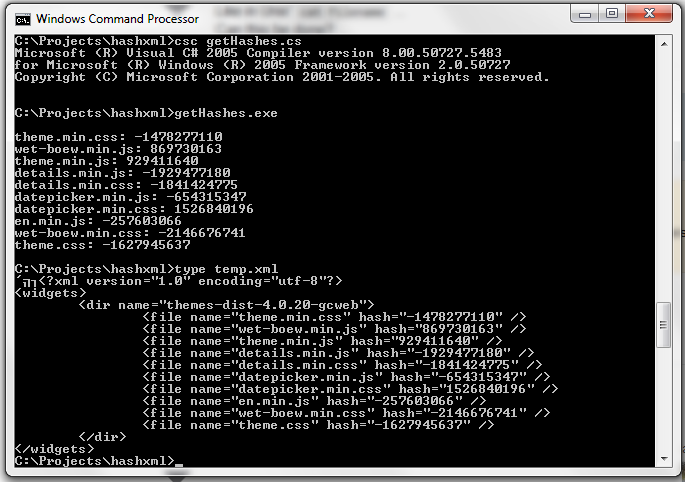 Windows Command Processor
C:\Projects\hashxml>csc getHashes.cs
Microsoft (R) Visual C# 2005 Compiler version 8.00.50727.5483
for Microsoft (R) Windows (R) 2005 Framework version 2.0.50727
Copyright (C) Microsoft Corporation 2001-2005. All rights reserved.
C:\Projects\hashxml>getHashes.exe
theme.min.css: -1478277110
wet-boew.min.js: 869730163
theme.min.js: 929411640
details.min.js: -1929477180
details.min.css: -1841424775
datepicker.min.js: -654315347
datepicker.min.css: 1526840196
en.min.js: -257603066
wet-boew.min.css: -2146676741
theme.css: -1627945637
C:\Projects\hashxml>type temp.xml
<?xml version="1.0" encoding="utf-8"?>
<widgets>
<dir name="themes-dist-4.0.20-gcweb">
<file name="theme.min.css" hash="-1478277110" />
<file name="wet-boew.min.js" hash="869730163" />
<file name="theme.min.js" hash="929411640" />
<file name="details.min.js" hash="-1929477180" />
<file name="details.min.css" hash="-1841424775" />
<file name="datepicker.min.js" hash="-654315347" />
<file name="datepicker.min.css" hash="1526840196" />
<file name="en.min.js" hash="-257603066" />
<file name="wet-boew.min.css" hash="-2146676741" />
<file name="theme.css" hash="-1627945637" />
</dir>
</widgets>
C:\Projects\hashxml>_